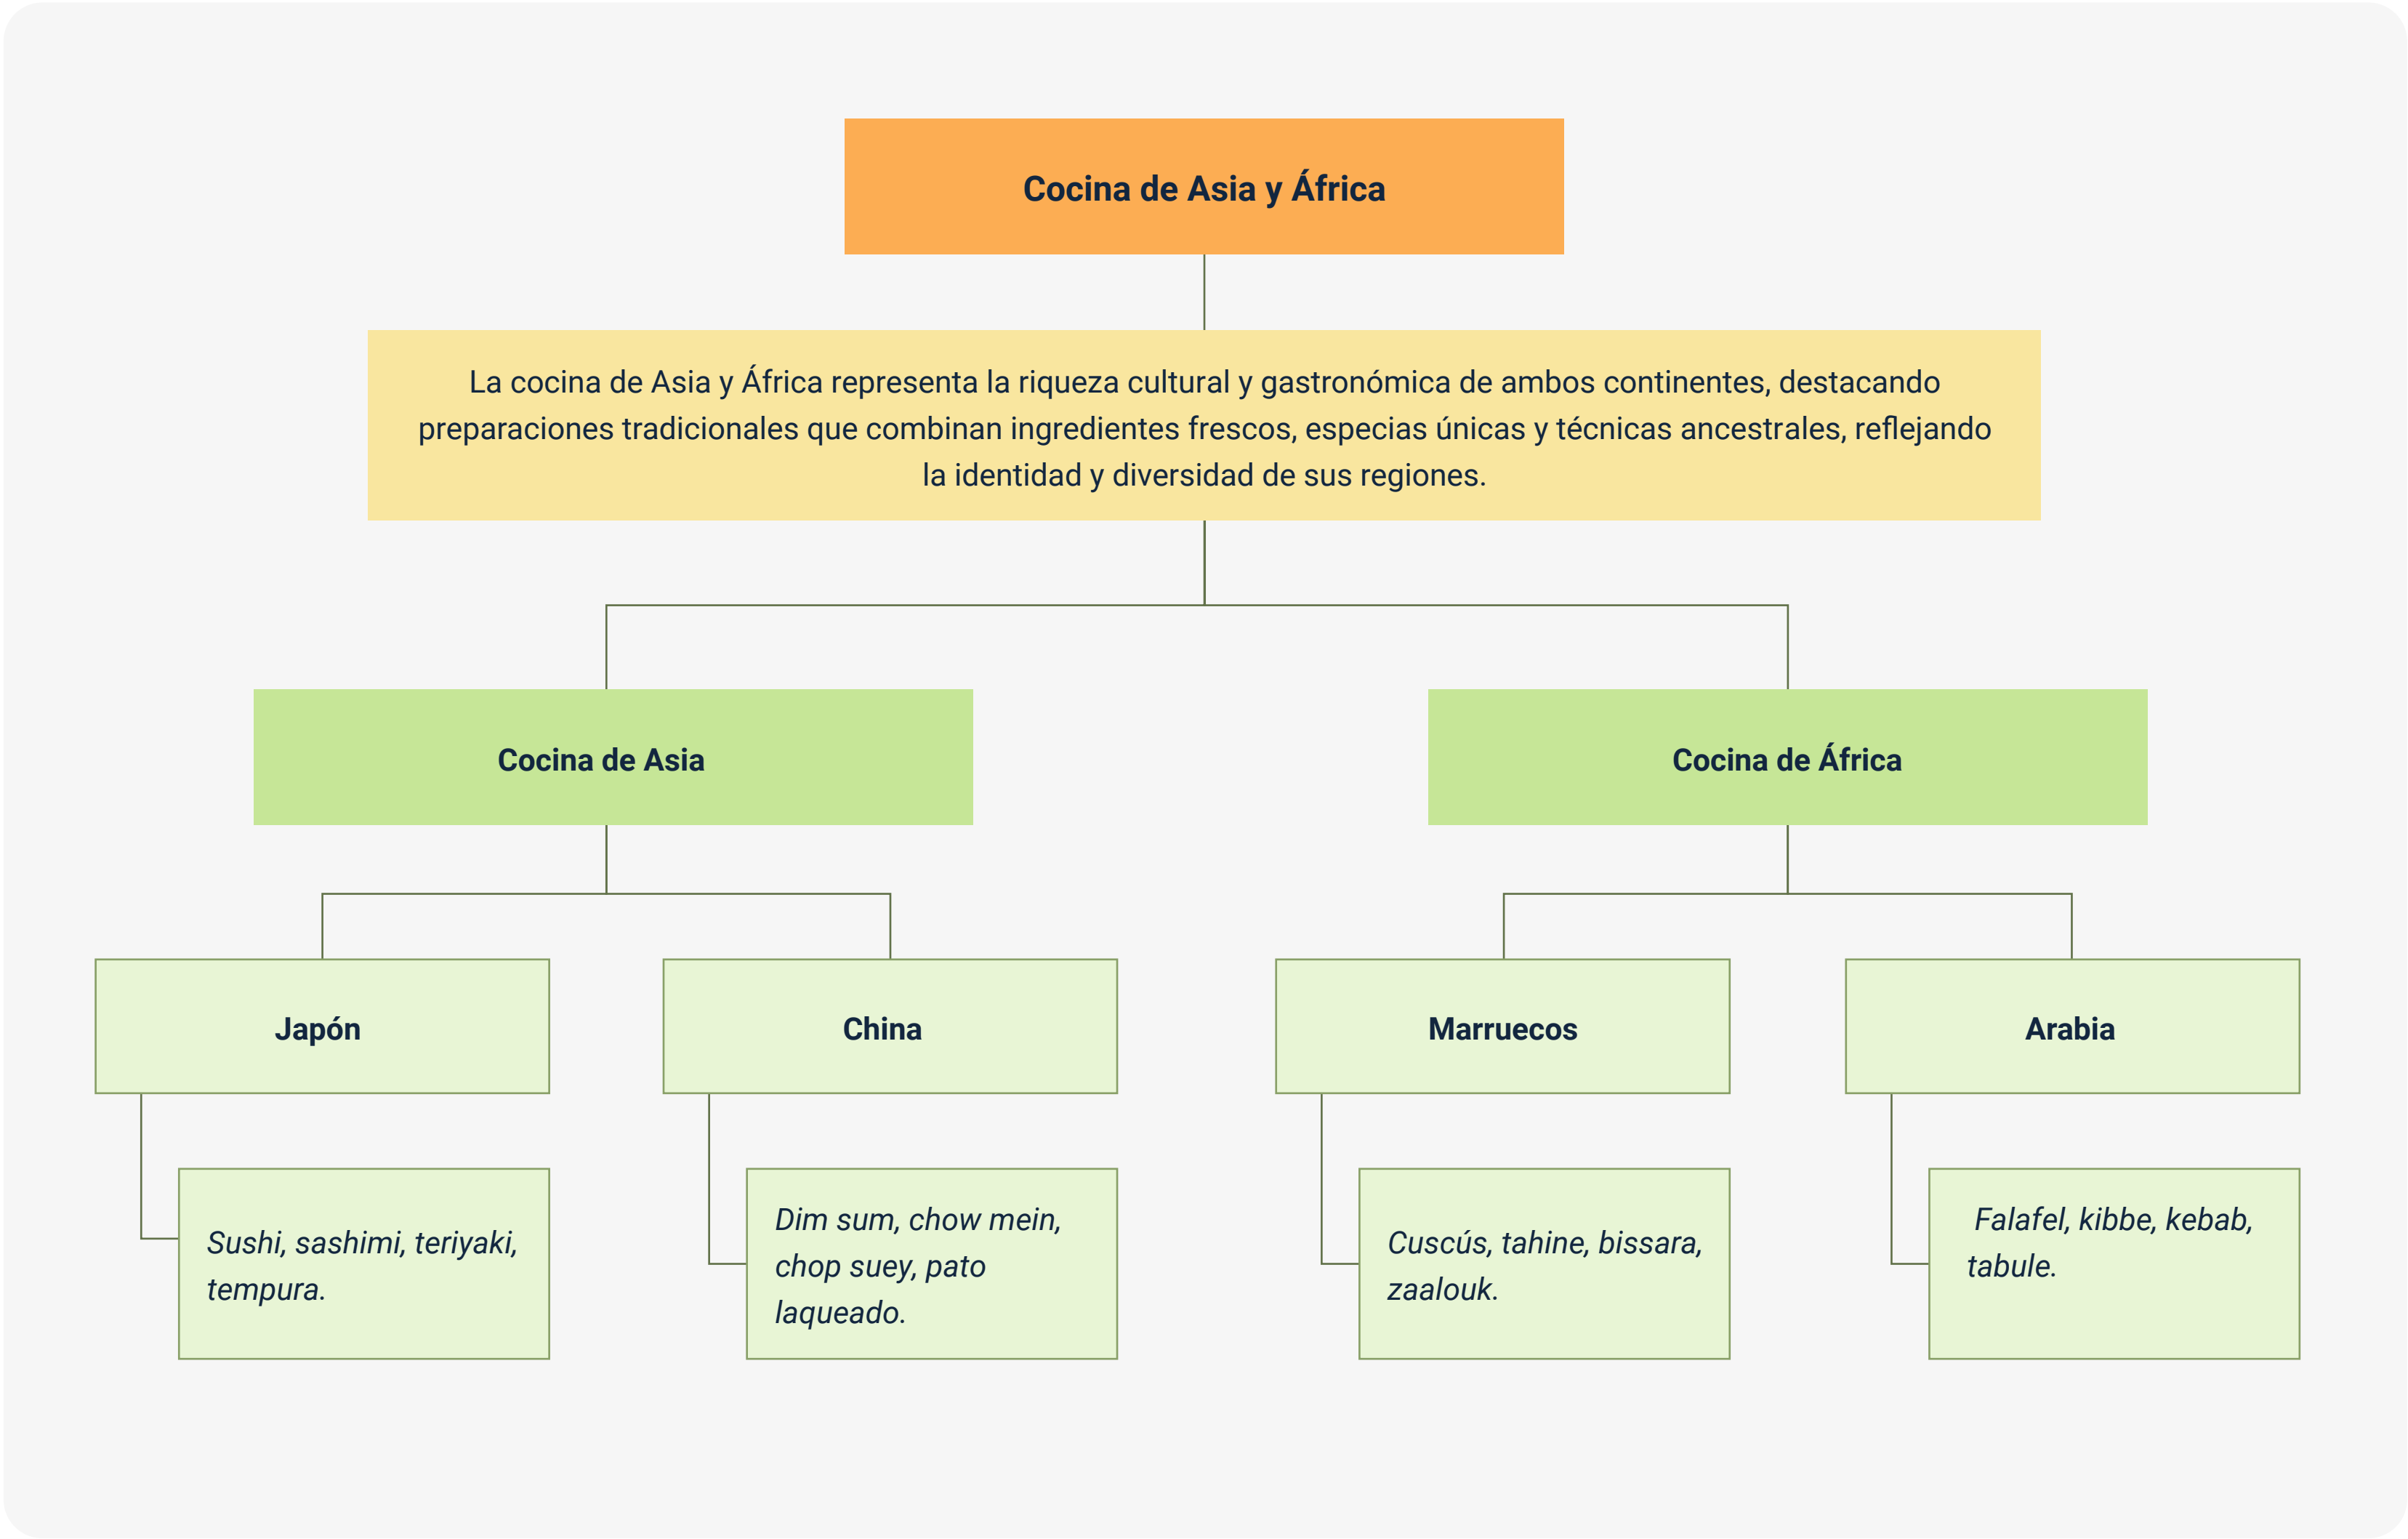 Cocina de Asia y África
La cocina de Asia y África representa la riqueza cultural y gastronómica de ambos continentes, destacando
preparaciones tradicionales que combinan ingredientes frescos, especias únicas y técnicas ancestrales, reflejando
la identidad y diversidad de sus regiones.
Cocina de Asia
Cocina de África
Japón
China
Marruecos
Arabia
Sushi, sashimi, teriyaki,
tempura.
Dim sum, chow mein,
chop suey, pato
laqueado.
Cuscús, tahine, bissara,
zaalouk.
Falafel, kibbe, kebab,
tabule.